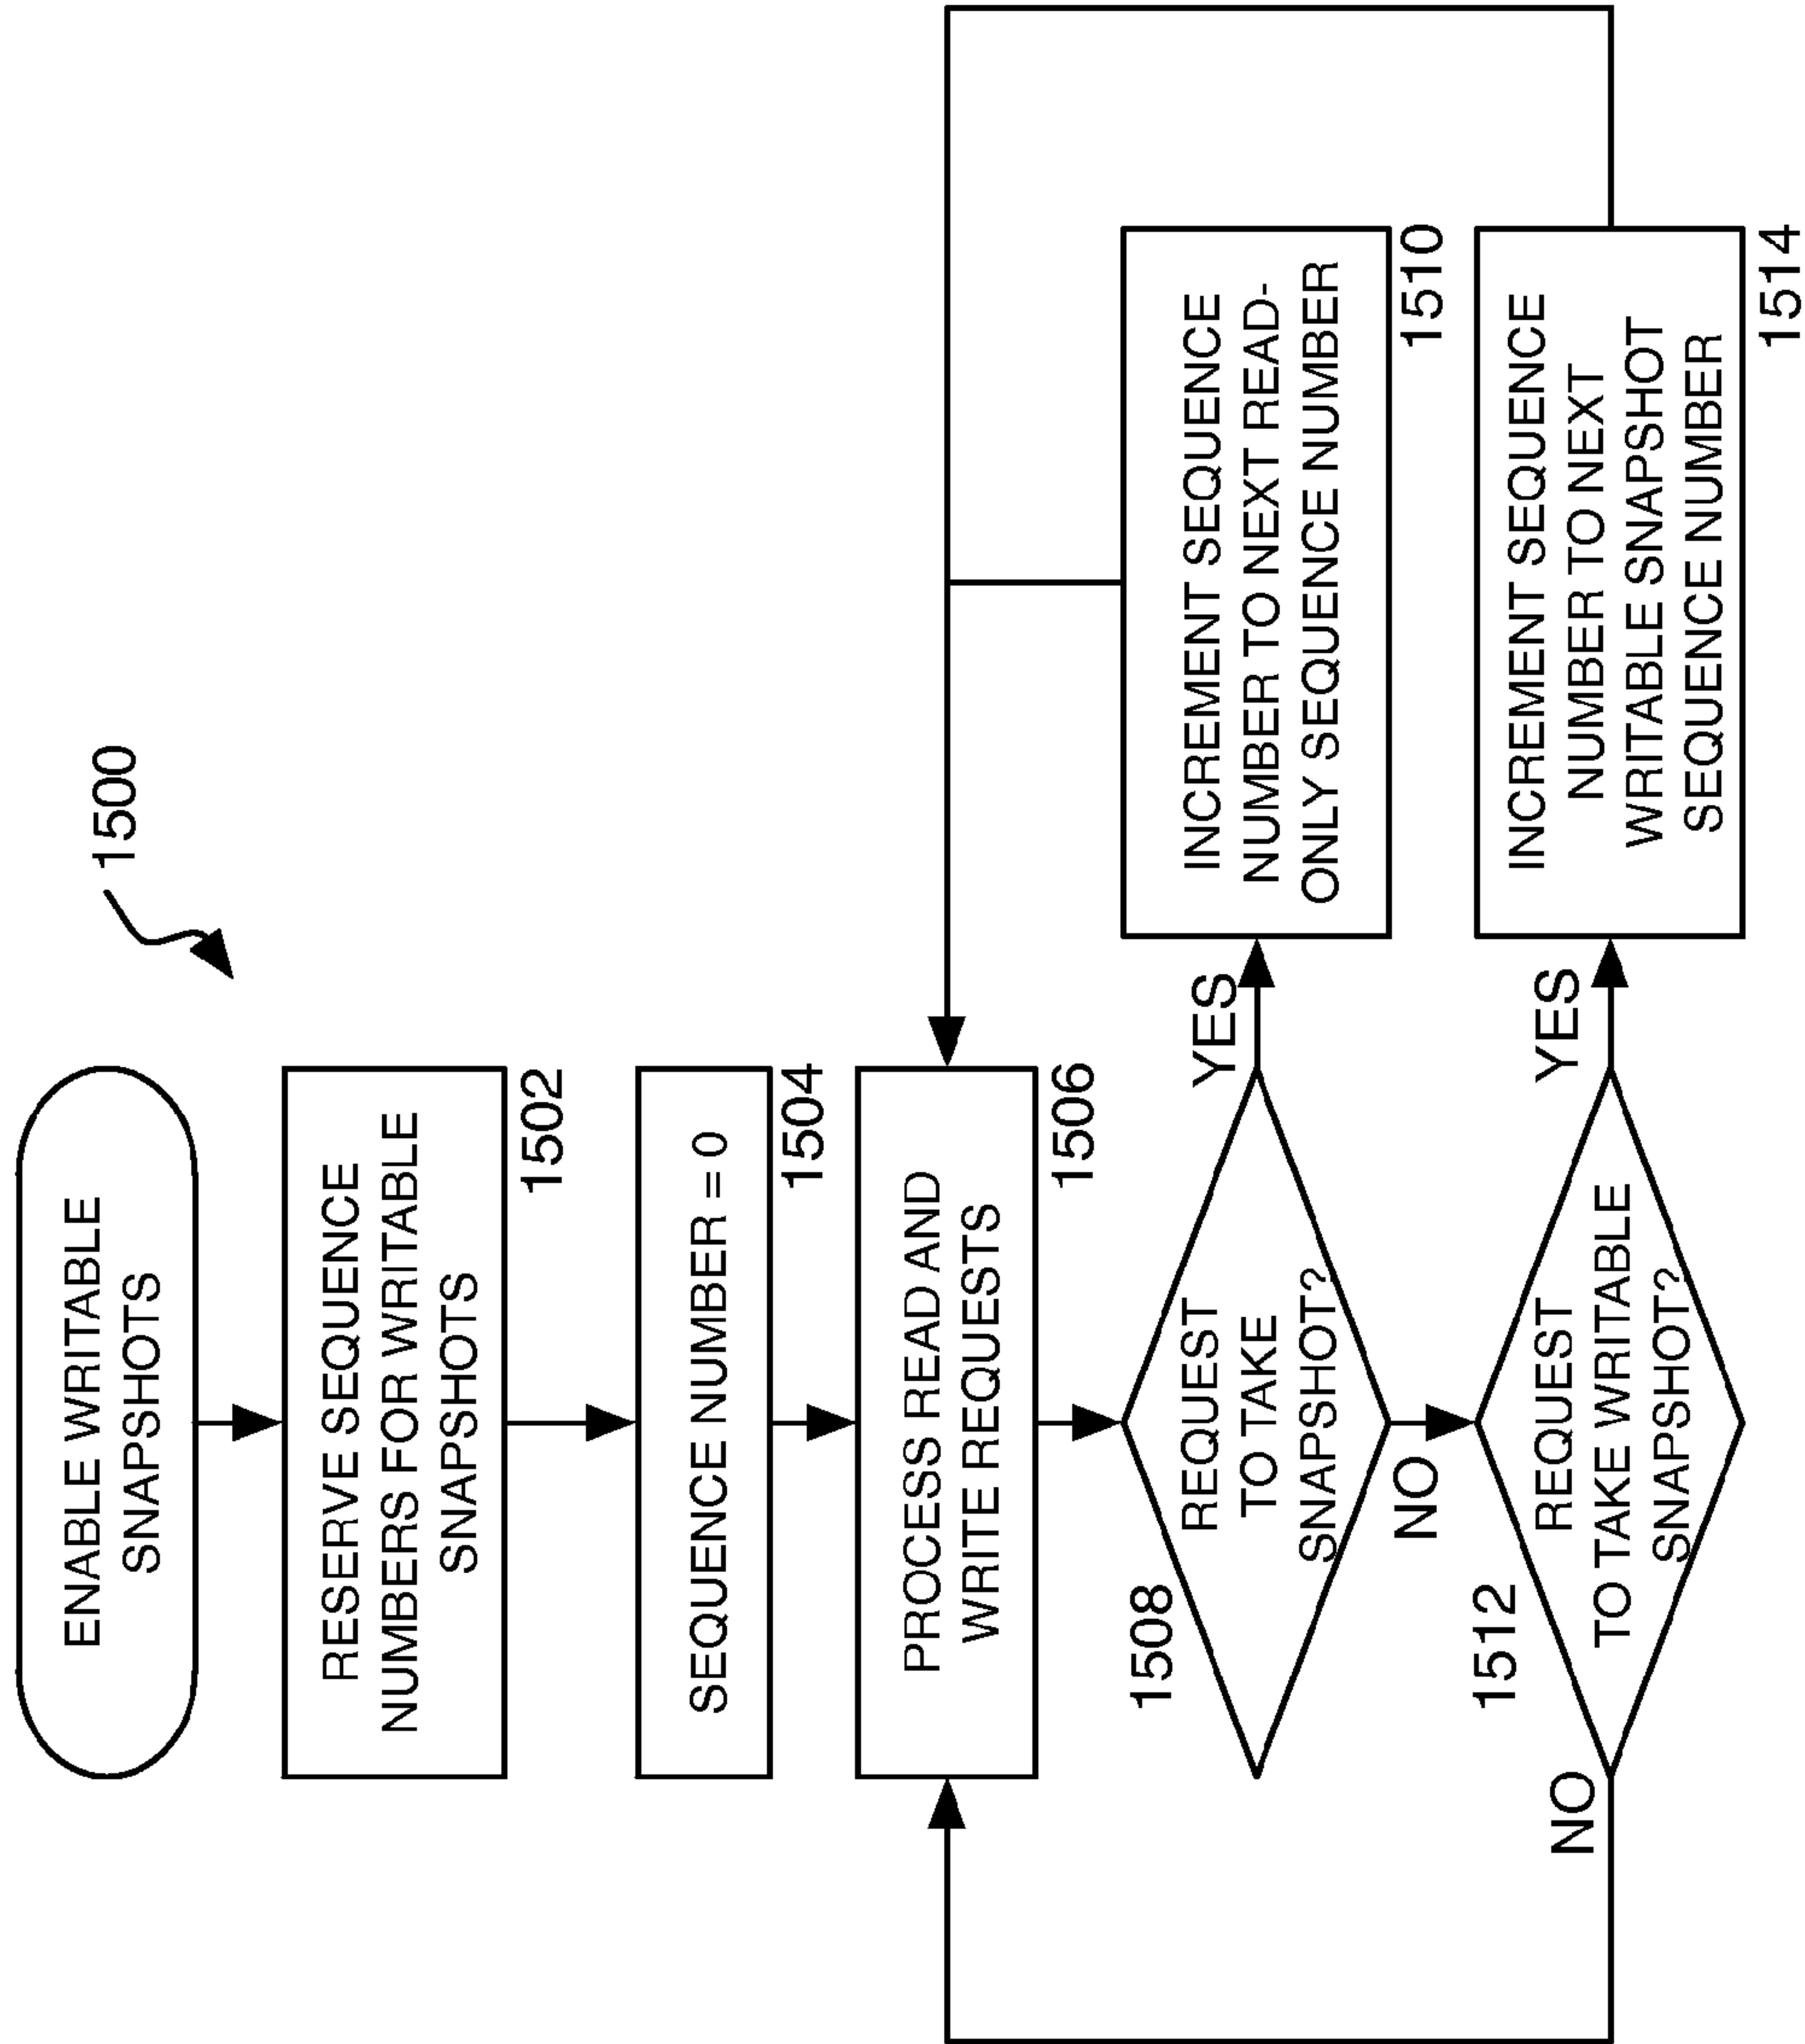 1500
ENABLE WRITABLE
SNAPSHOTS
RESERVE SEQUENCE
NUMBERS FOR WRITABLE
SNAPSHOTS
1502
SEQUENCE NUMBER = 0
1504
PROCESS READ AND
WRITE REQUESTS
1506
1508
REQUEST
TO TAKE
SNAPSHOT?
YES
INCREMENT SEQUENCE
NUMBER TO NEXT READ-
ONLY SEQUENCE NUMBER
1510
NO
1512
REQUEST
TO TAKE WRITABLE
SNAPSHOT?
NO
YES
INCREMENT SEQUENCE
NUMBER TO NEXT
WRITABLE SNAPSHOT
SEQUENCE NUMBER
1514